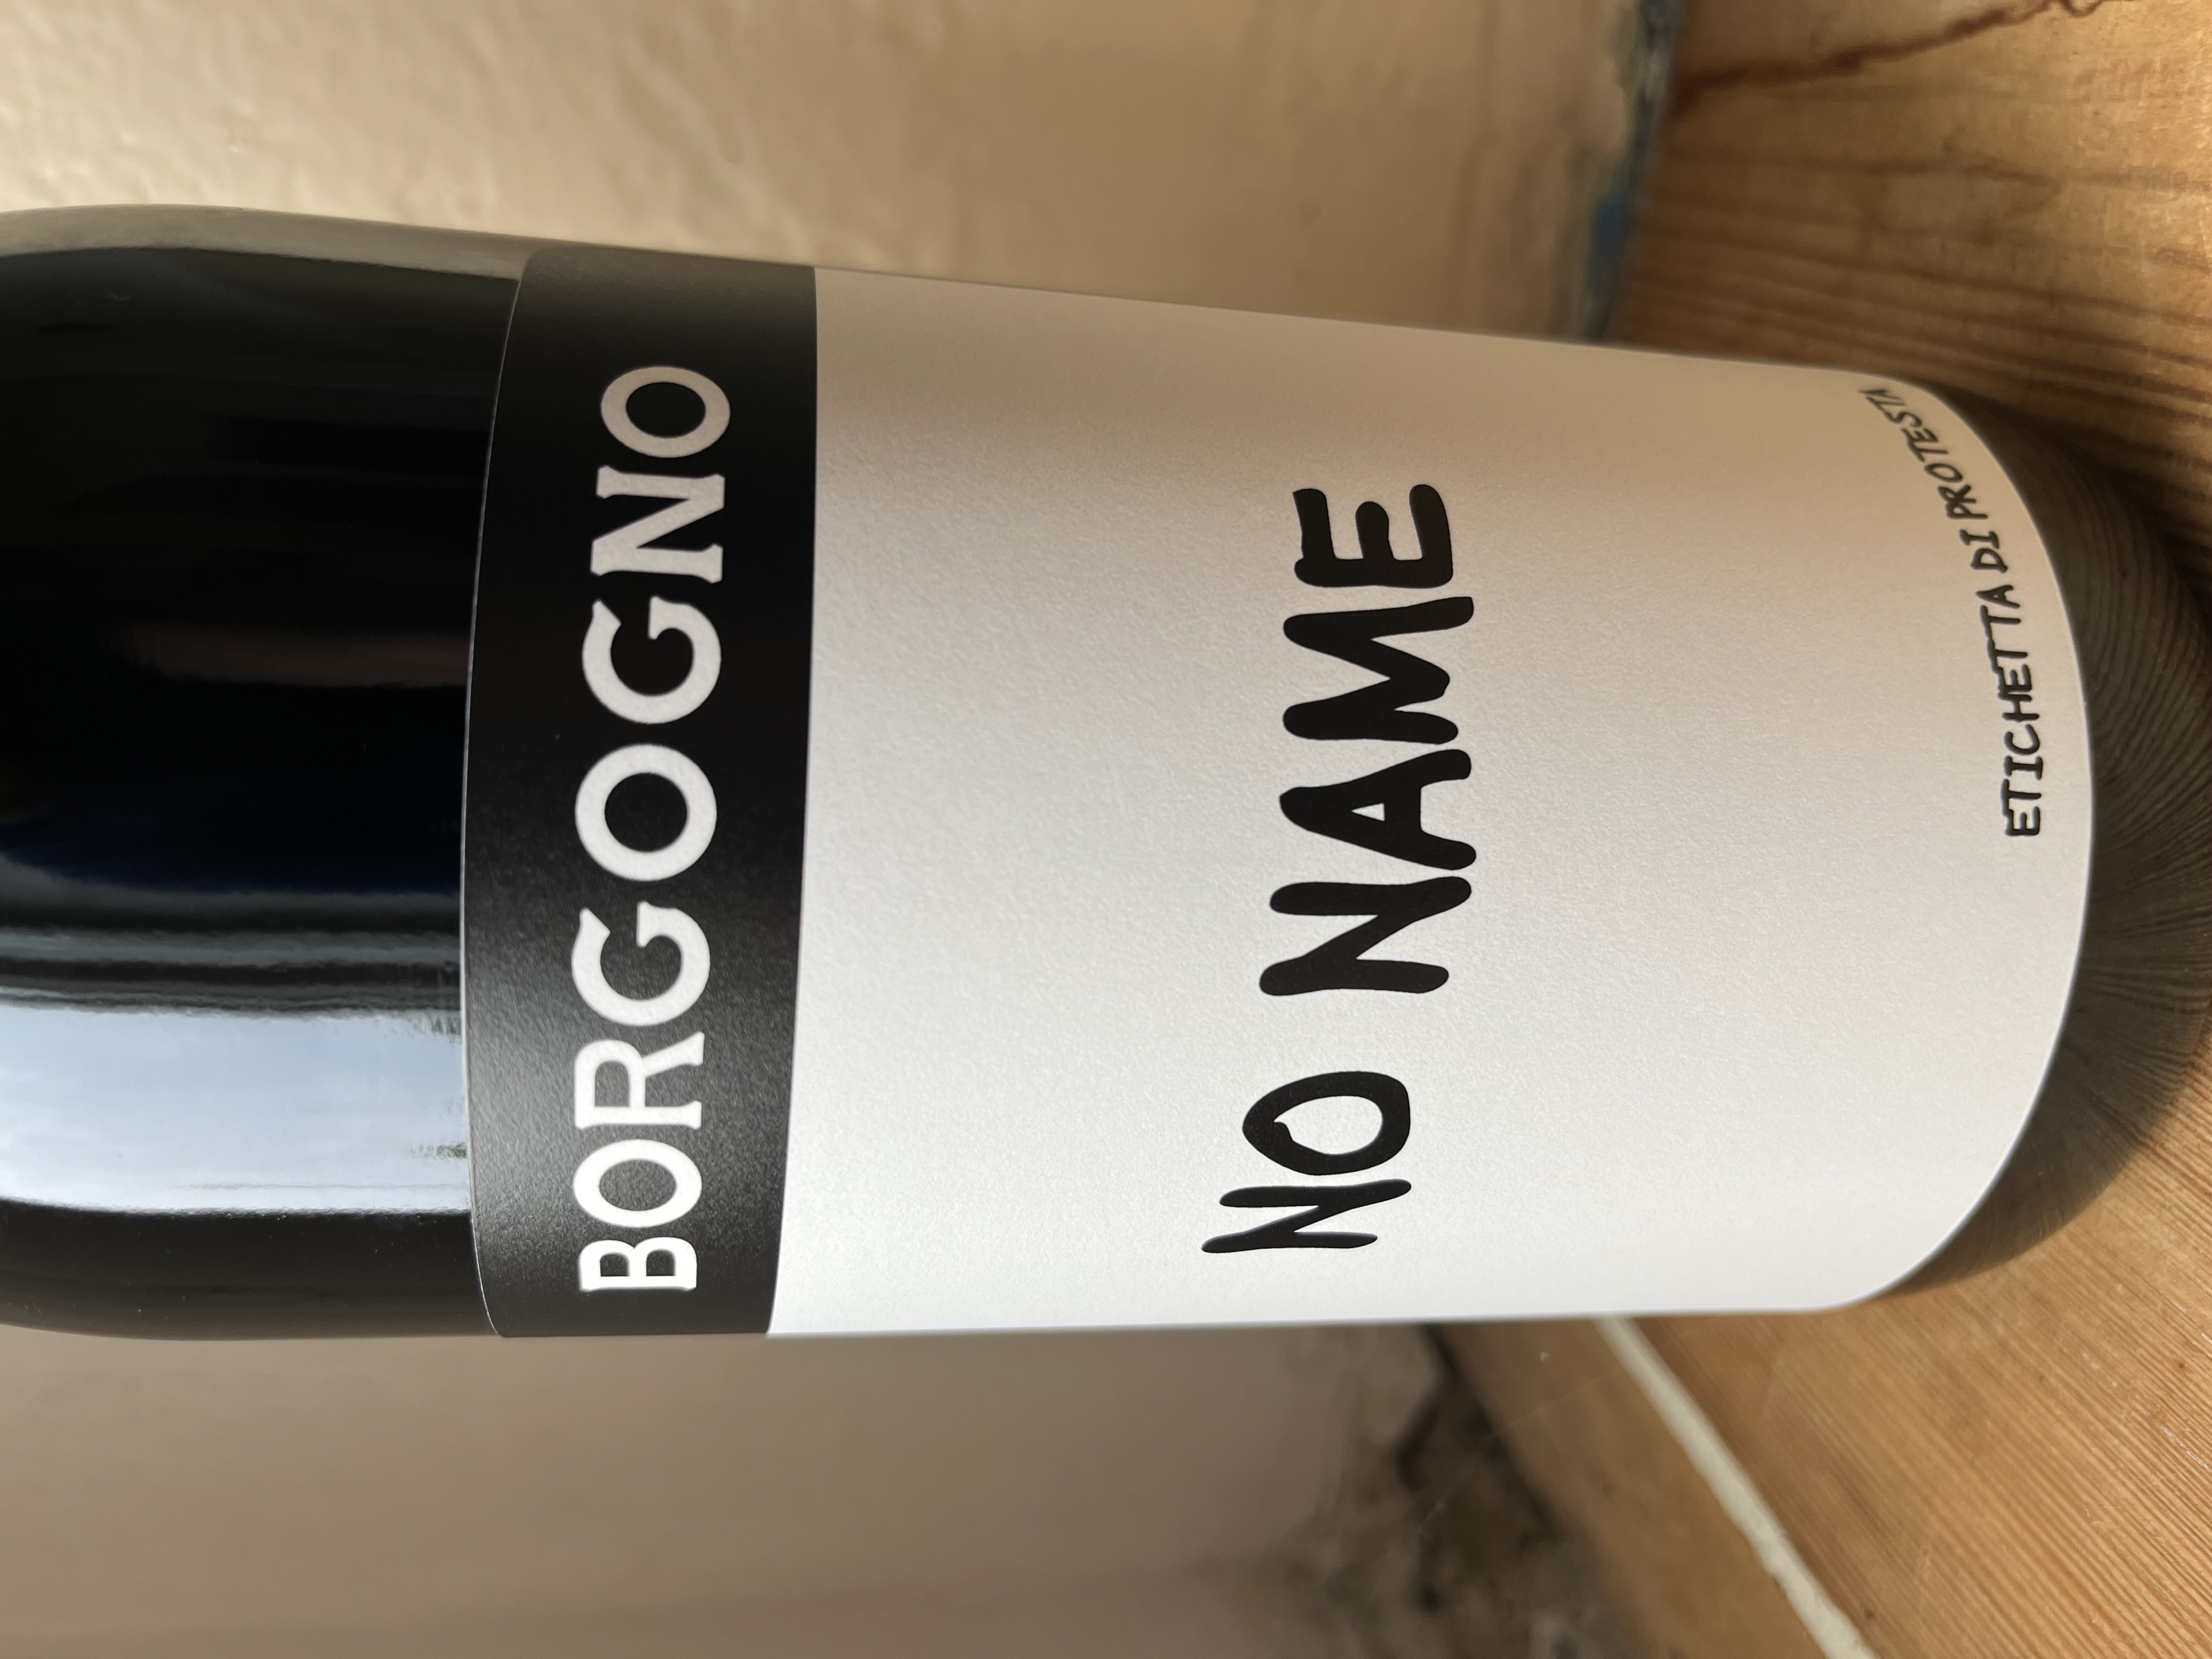 BORGOGNO
NO NAME
ETICHETTA DI PROTESTA